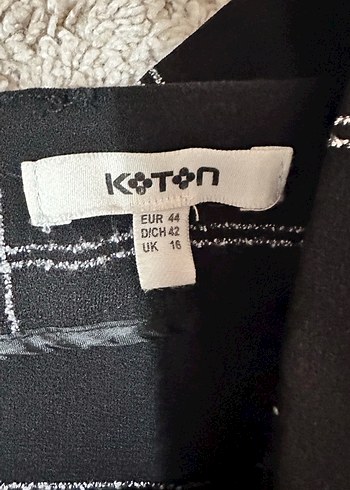 KOTON
EUR 44
D/CH 42
UK 16